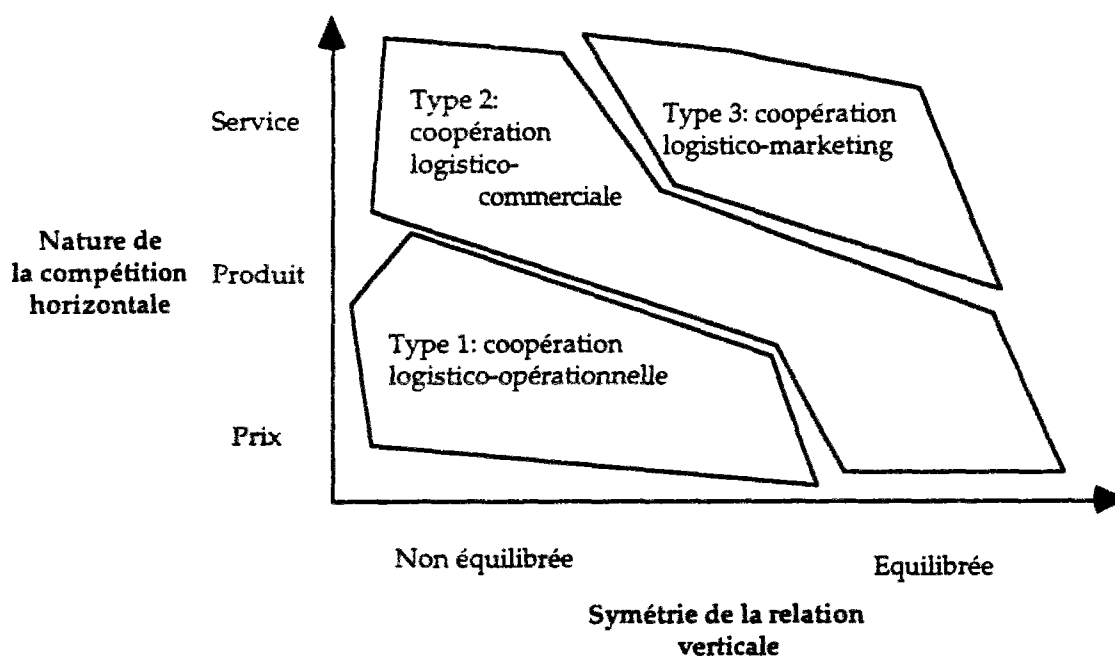 Service
Type 2:
coopération
logistico-
commerciale
Type 3: coopération
logistico-marketing
Nature de
la compétition
horizontale
Produit
Type 1: coopération
logistico-opérationnelle
Prix
Non équilibrée
Equilibrée
Symétrie de la relation
verticale